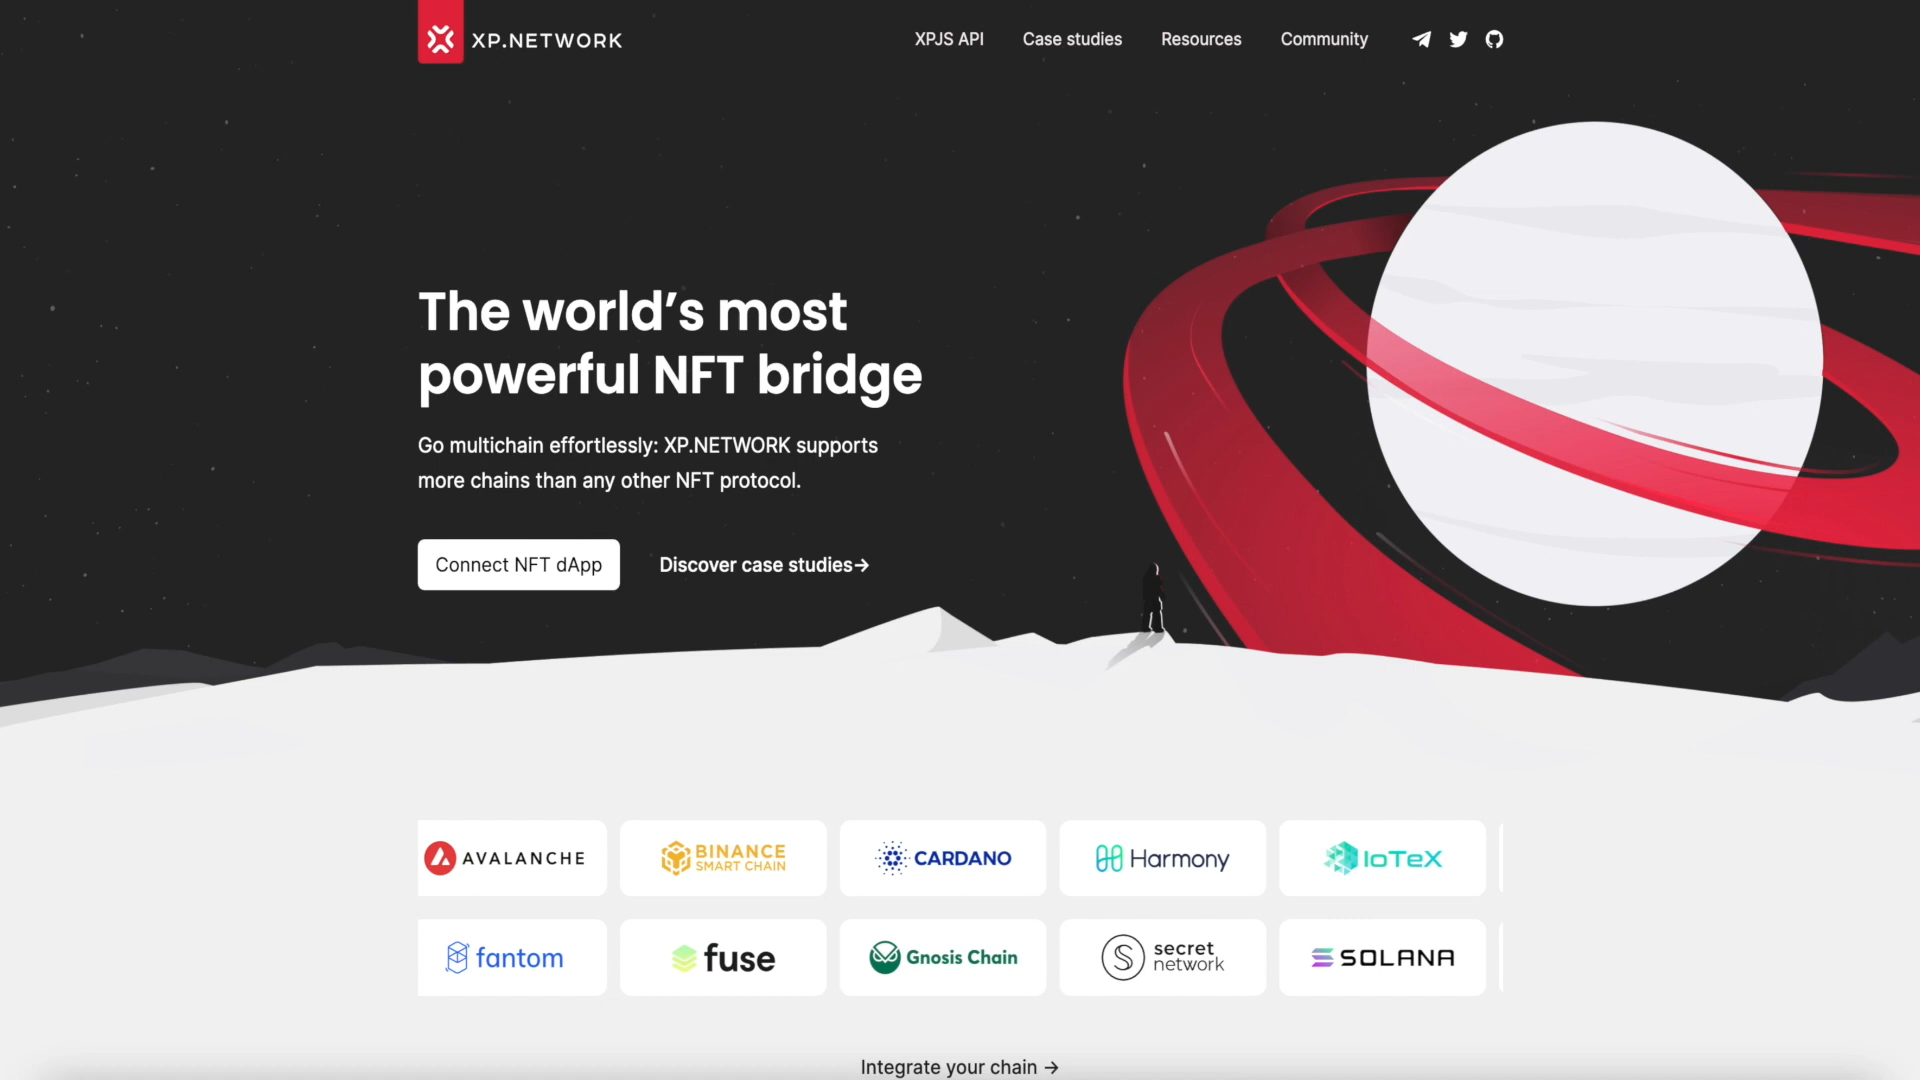 XP.NETWORK
XPJS API
Case studies
Resources
Community
The world’s most
powerful NFT bridge
Go multichain effortlessly: XP.NETWORK supports
more chains than any other NFT protocol.
Connect NFT dApp
Discover case studies→
AVALANCHE
BINANCE
SMART CHAIN
CARDANO
Harmony
IoTeX
fantom
fuse
Gnosis Chain
secret
network
SOLANA
Integrate your chain →